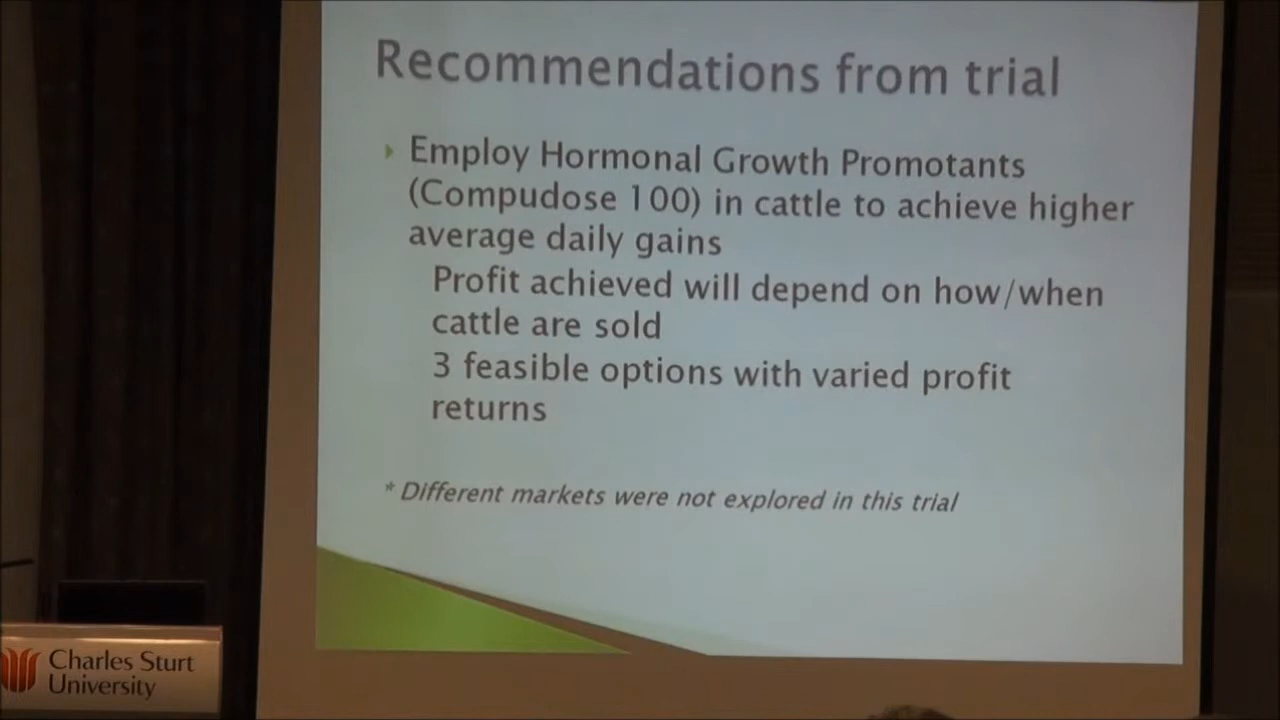 Recommendations from trial
Employ Hormonal Growth Promotants
(Compudose 100) in cattle to achieve higher
average daily gains
Profit achieved will depend on how/when
cattle are sold
3 feasible options with varied profit
returns
* Different markets were not explored in this trial
Charles Sturt
University